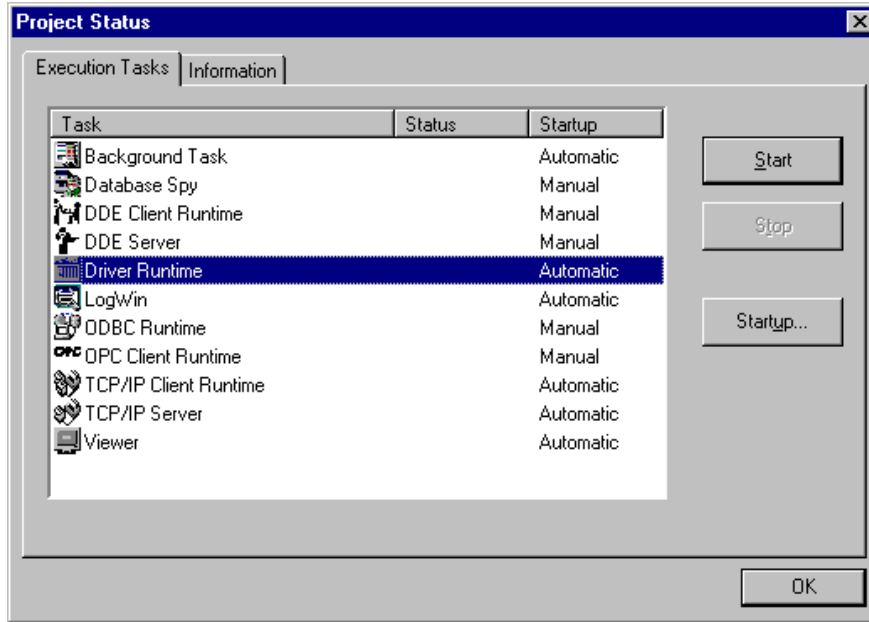 Project Status
Execution Tasks Information
Task Status Startup
Background Task Automatic
Database Spy Manual
DDE Client Runtime Manual
DDE Server Manual
Driver Runtime Automatic
LogWin Automatic
ODBC Runtime Manual
OPC OPC Client Runtime Manual
TCP/IP Client Runtime Automatic
TCP/IP Server Automatic
Viewer Automatic
Start
Stop
Startup...
OK